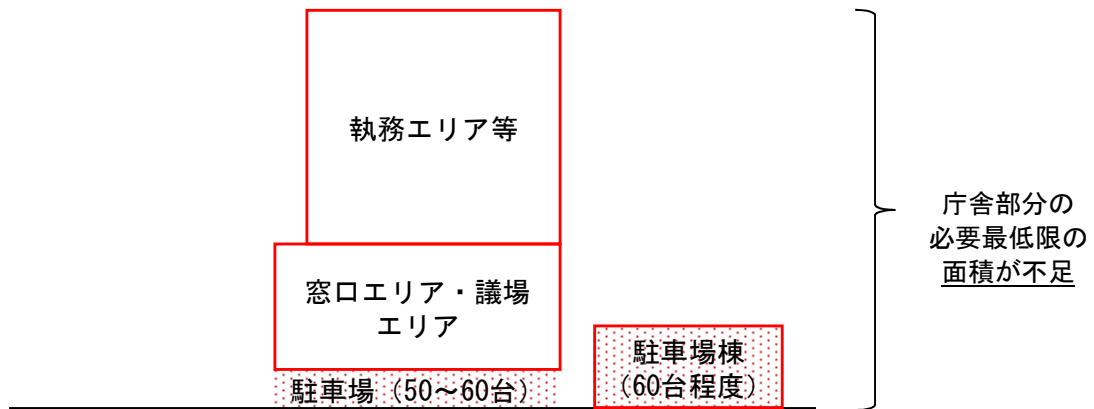 執務エリア等
窓口エリア・議場
エリア
駐車場（50～60台）
駐車場棟
（60台程度）
庁舎部分の
必要最低限の
面積が不足